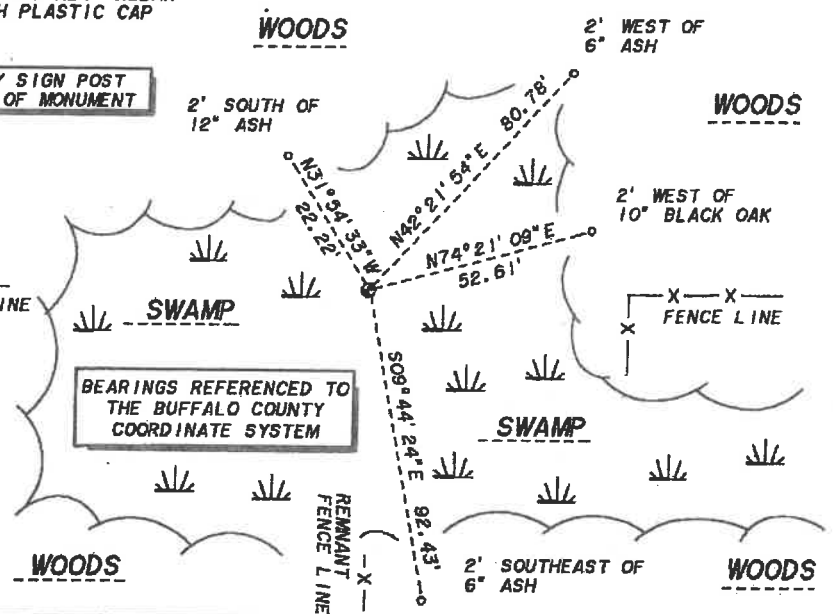 H PLASTIC CAP
WOODS
2' WEST OF
6" ASH
SIGN POST
OF MONUMENT
2' SOUTH OF
12" ASH
WOODS
80.78'
N42°21'54"E
N31°54'33"W
22.22'
2' WEST OF
10" BLACK OAK
N74°21'09"E
52.61'
INE
SWAMP
FENCE LINE
BEARINGS REFERENCED TO
THE BUFFALO COUNTY
COORDINATE SYSTEM
S09°44'24"E
92.43'
SWAMP
REMNANT
FENCE LINE
WOODS
2' SOUTHEAST OF
6" ASH
WOODS